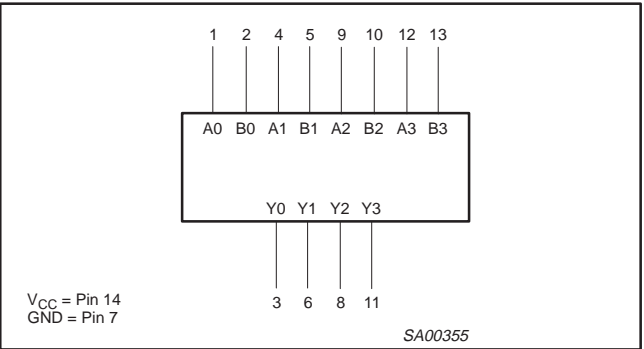 1 2 4 5 9 10 12 13
A0 B0 A1 B1 A2 B2 A3 B3
Y0 Y1 Y2 Y3
3 6 8 11
VCC = Pin 14
GND = Pin 7
SA00355